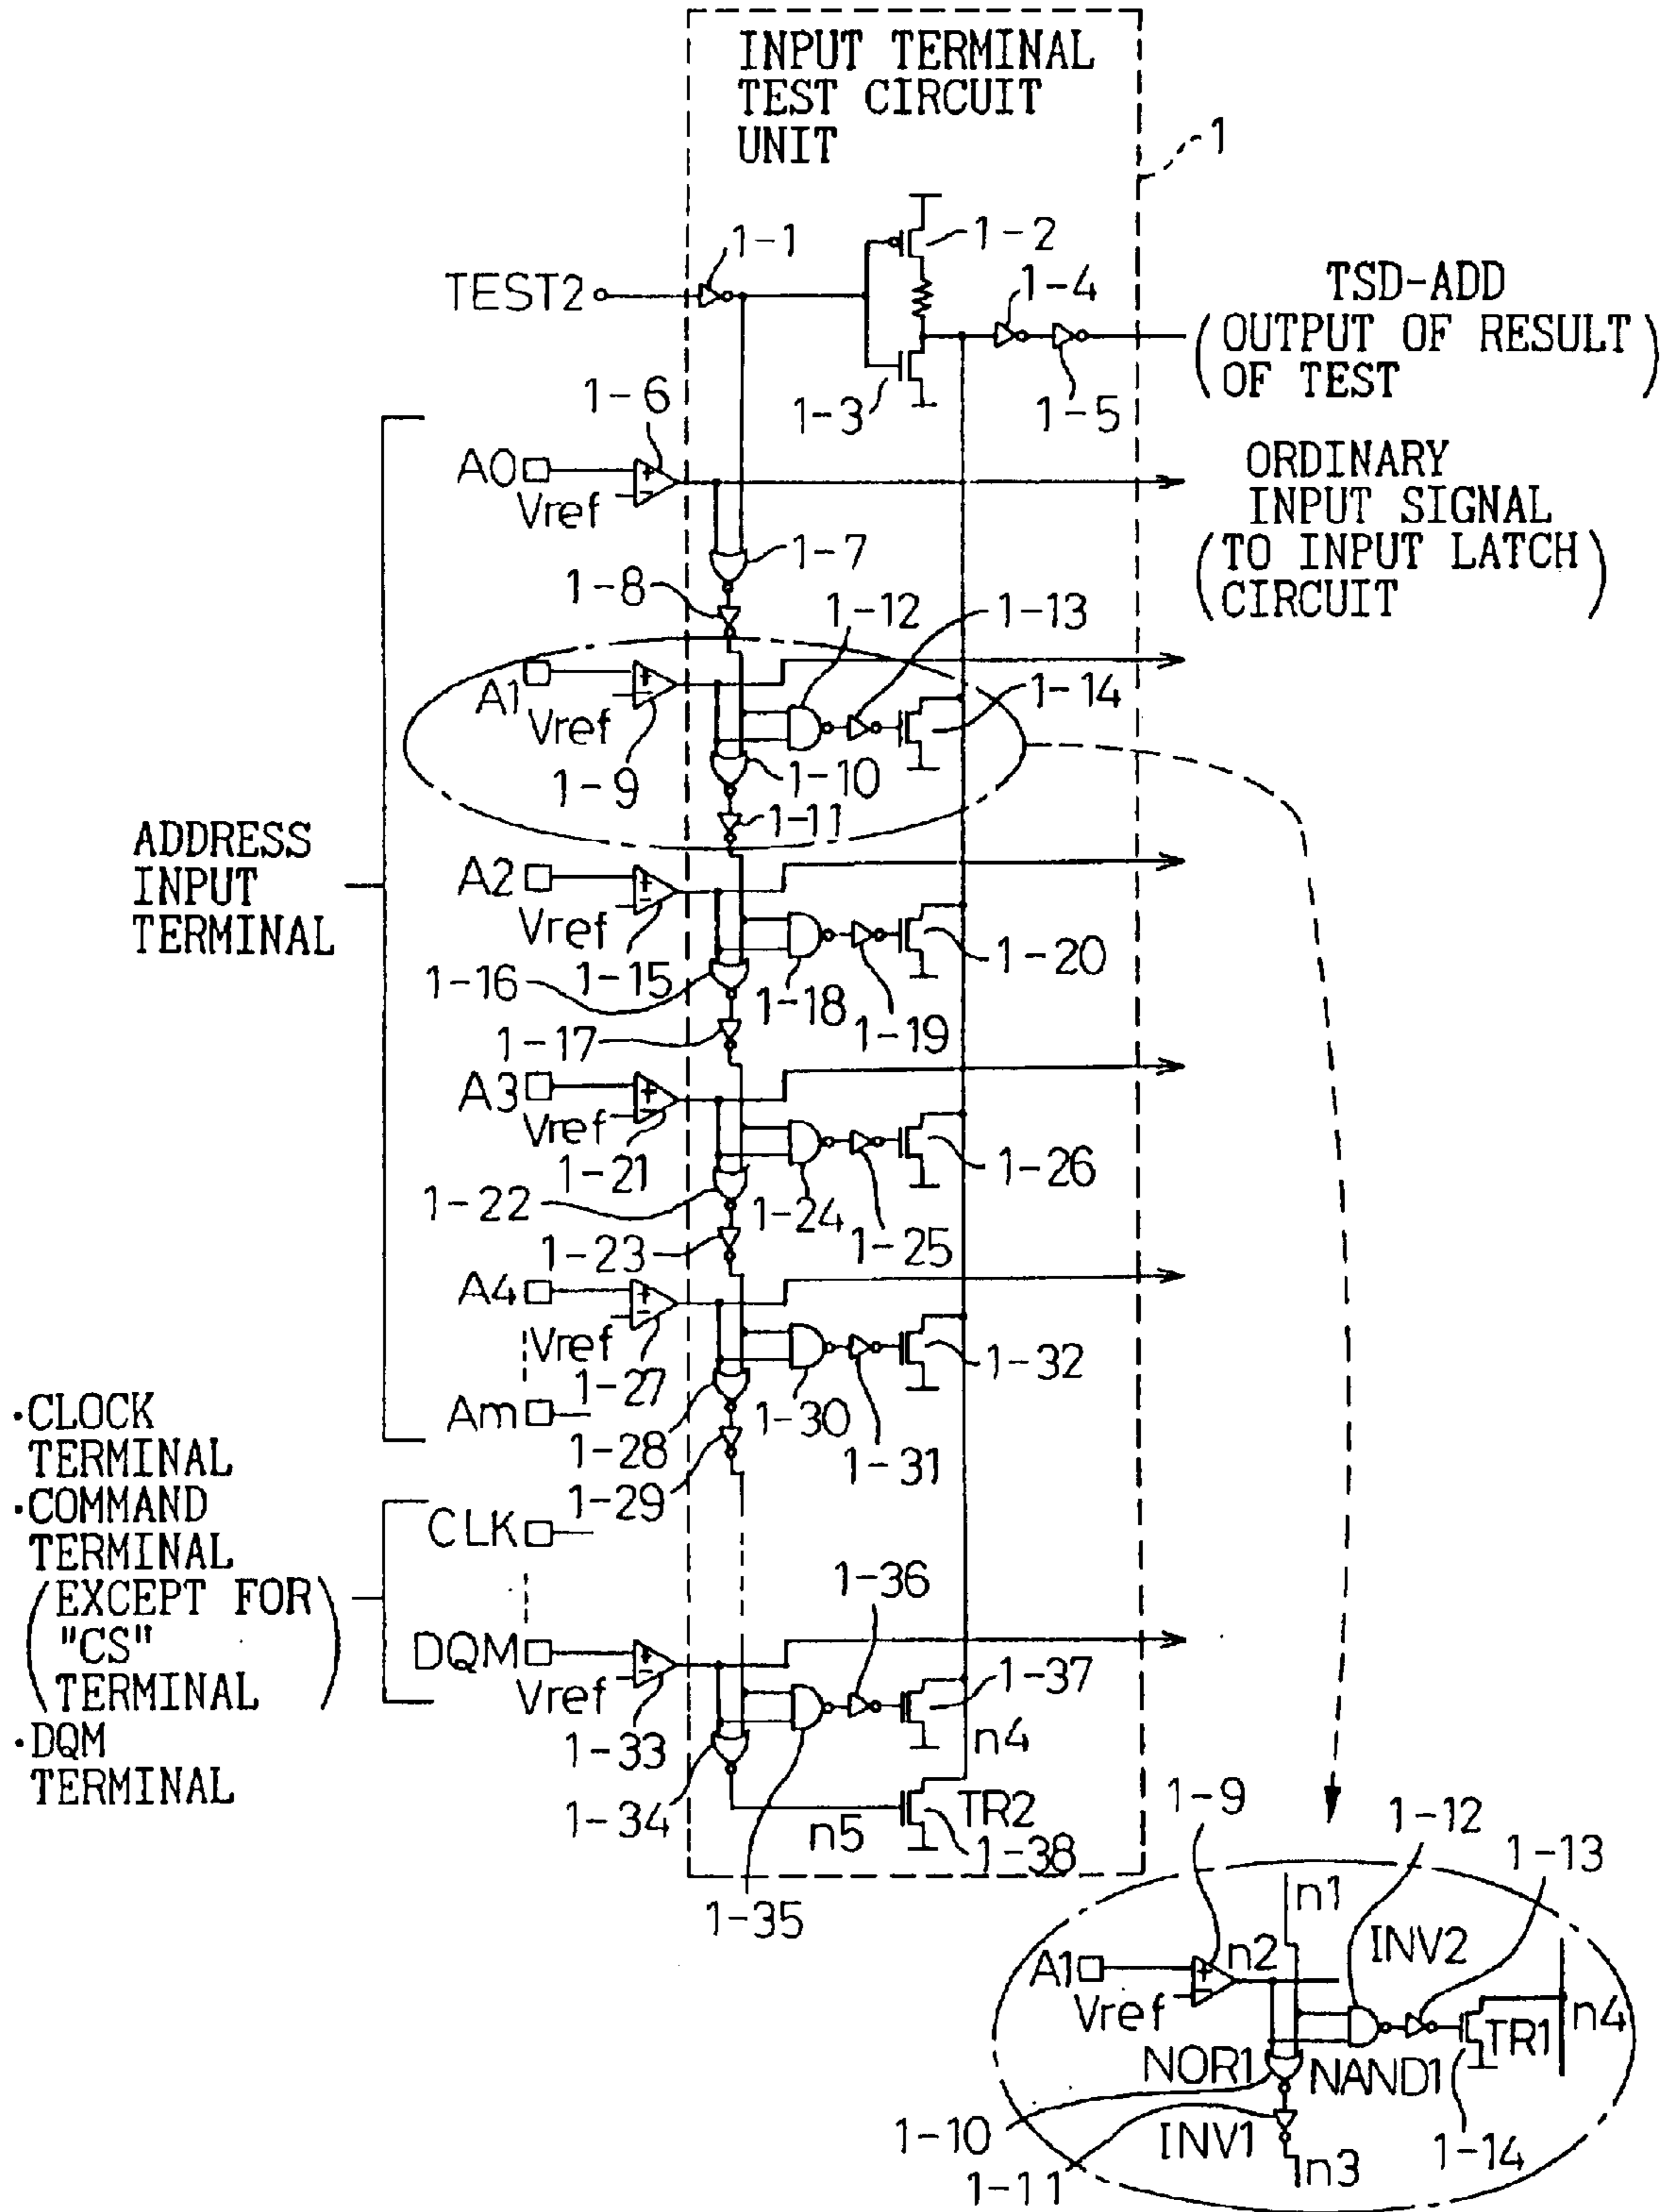 INPUT TERMINAL
TEST CIRCUIT
UNIT
1
1-1
1-2
TEST2
1-4
TSD-ADD
(OUTPUT OF RESULT
OF TEST)
1-3
1-5
1-6
A0
Vref
ORDINARY
INPUT SIGNAL
(TO INPUT LATCH
CIRCUIT)
1-7
1-8
1-12
1-13
A1
Vref
1-14
1-9
1-10
1-11
ADDRESS
INPUT
TERMINAL
A2
Vref
1-20
1-16
1-15
1-18
1-19
1-17
A3
Vref
1-26
1-21
1-22
1-24
1-25
1-23
A4
Vref
1-32
1-27
Am
1-30
1-28
1-31
1-29
·CLOCK
TERMINAL
·COMMAND
TERMINAL
(EXCEPT FOR
"CS"
TERMINAL)
·DQM
TERMINAL
CLK
1-36
DQM
Vref
1-37
1-33
n4
1-34
TR2
n5
1-38
1-35
1-9
1-12
1-13
n1
A1
n2
INV2
Vref
n4
TR1
NOR1
NAND1
1-10
INV1
1-14
1-11
n3